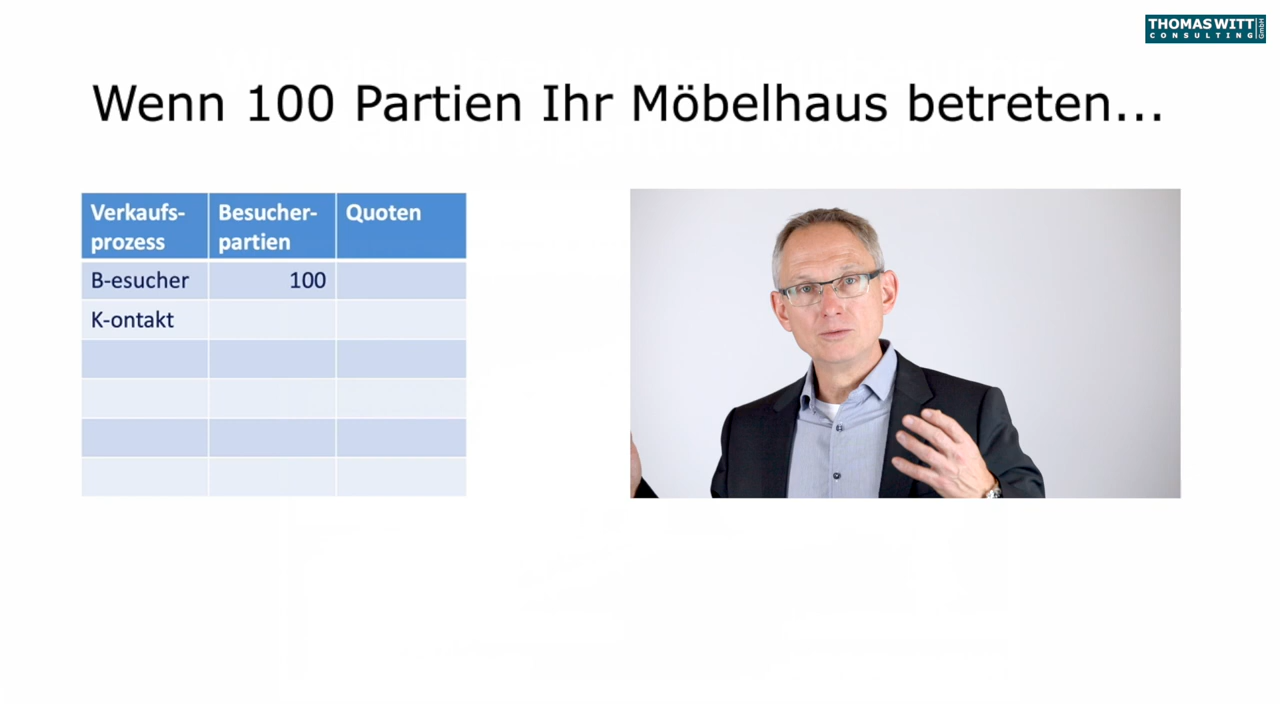 THOMAS WITT GmbH
CONSULTING
Wenn 100 Partien Ihr Möbelhaus betreten...
Verkaufs- Besucher- Quoten
prozess partien
B-esucher 100
K-ontakt